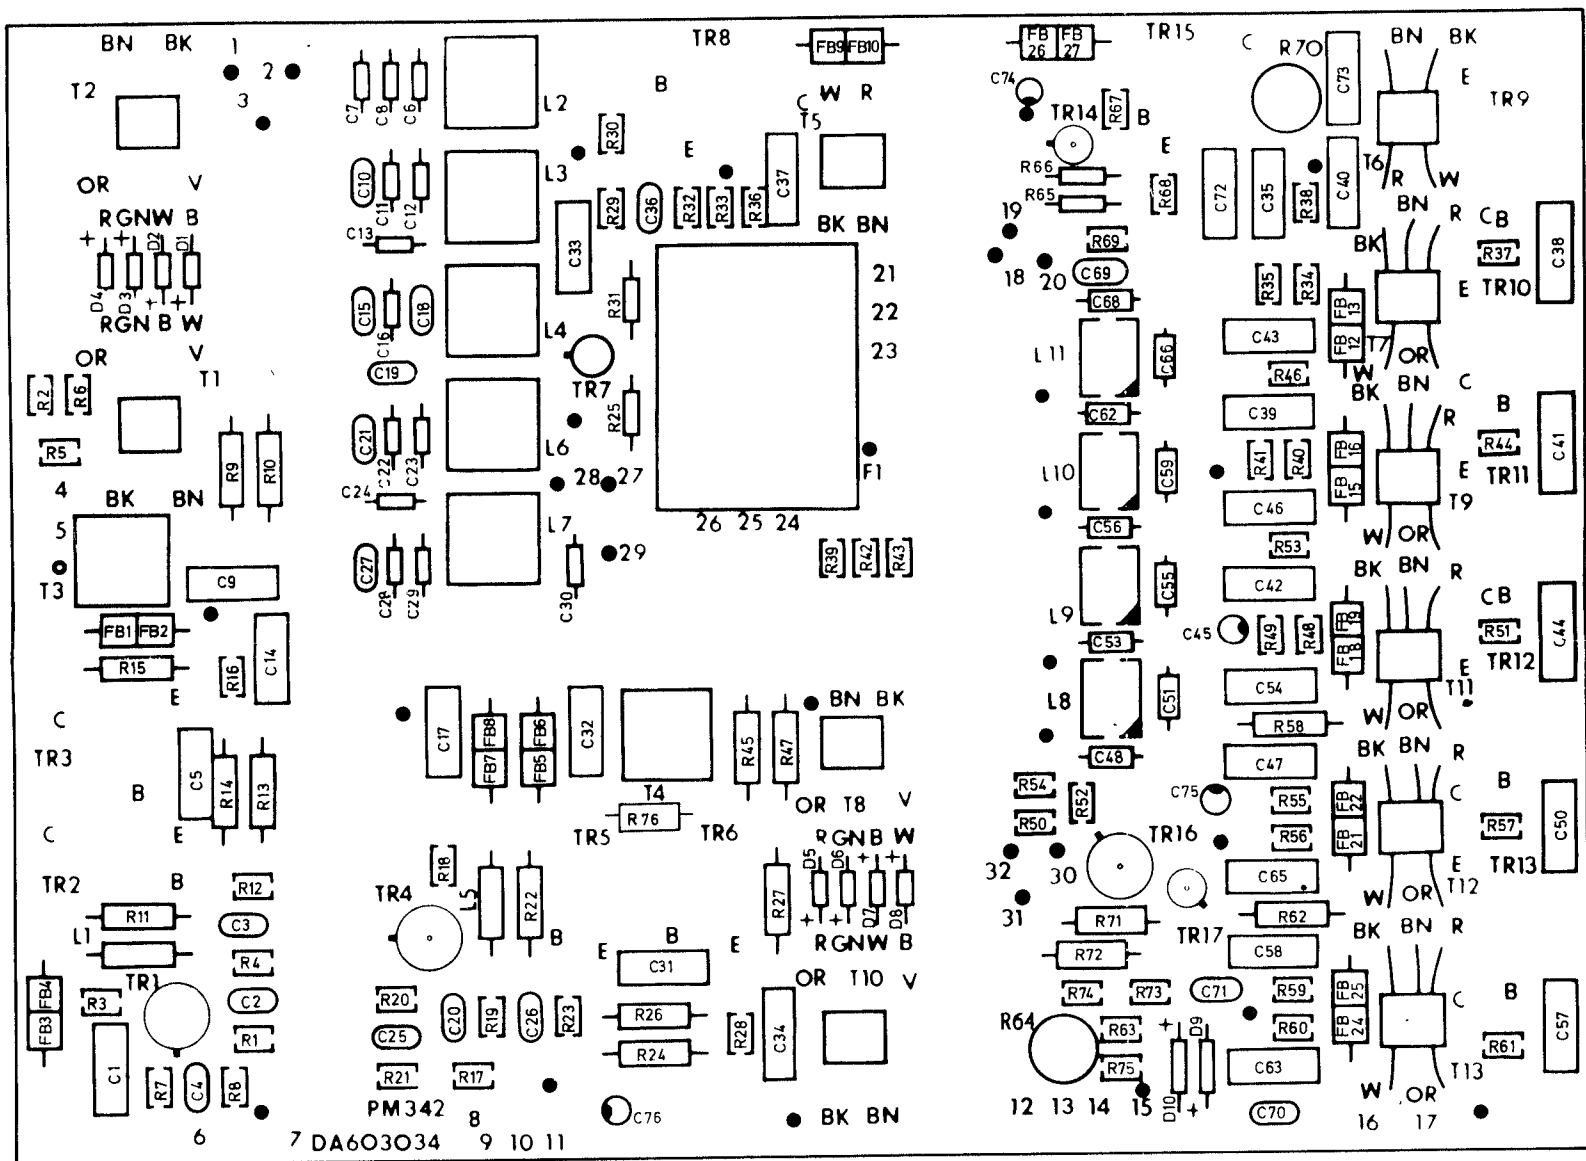 BN BK 1
TR8
FB9 FB10
FB 26 FB 27
TR15
C
R70
C73
BN BK
2
T2
3
C7 C8 C6
L2
B
W R
C74
R67
TR14
B
E
E
TR9
R30
C
T5
OR V
C10 C11 C12
L3
E
C37
R66
R65
R68
C72 C35 R38 C40
T6
R W
R GN W B
D4 D3 D2 D1
C13
R29 C36 R32 R33 R36
BK BN
19
18 20
R69
C69
C68
BN R
BK
C B
R37
C38
C33
21
22
23
R35 R34
FB 13
FB 12
E TR10
R GN B W
C15 C16 C18
L4
R31
C43
T7
OR V
T1
C19
TR7
L11
C66
R46
W OR
BK BN C
R2 R6
R25
C62
C39
R
B
R5
C21 C22 C23
L6
L10
C59
R41 R40
FB 16
FB 15
R44
C41
R9 R10
F1
E TR11
T9
4
BK BN
C24
28 27
C46
5
L7
26 25 24
C56
W OR
R53
BK BN R
29
R39 R42 R43
C55
C42
C B
T3
C9
C27 C28 C29
C30
L9
FB 19
FB 18
R51
C44
FB1 FB2
C45
R49 R48
R15
R16
C14
C53
E TR12
E
L8
C51
C54
T11
C
C17
FB8 FB7
FB6 FB5
C32
BN BK
R45 R47
R58
W OR
BK BN R
TR3
C5
R14 R13
C48
C47
B
T4
R54
R52
C75
R55
FB 22
FB 21
C
B
C50
OR T8 V
R76
C E
TR5 TR6
R GN B W
R50
TR16
R56
R57
TR2
B
R12
R18
D5 D6 D7 D8
32 30
E TR13
T12
C65
L5
R22
R27
31
W OR
R11
C3
TR4
R71
R62
L1
B
E B E
R GN W B
TR17
BK BN R
R4
C31
R72
C58
TR1
OR T10 V
FB4 FB3
R3
C2
R20
C20 R19 C26 R23
R74 R73 C71
R59
FB 25
FB 24
C
B
R26
C57
R1
C25
R28 C34
R64
R63
D9
R60
R61
C1
R24
R7 C4 R8
R21 R17
R75
C63
T13
PM342
8
C76
BK BN
12 13 14 15
D10
C70
W OR
16 17
6 7 DA603034 9 10 11